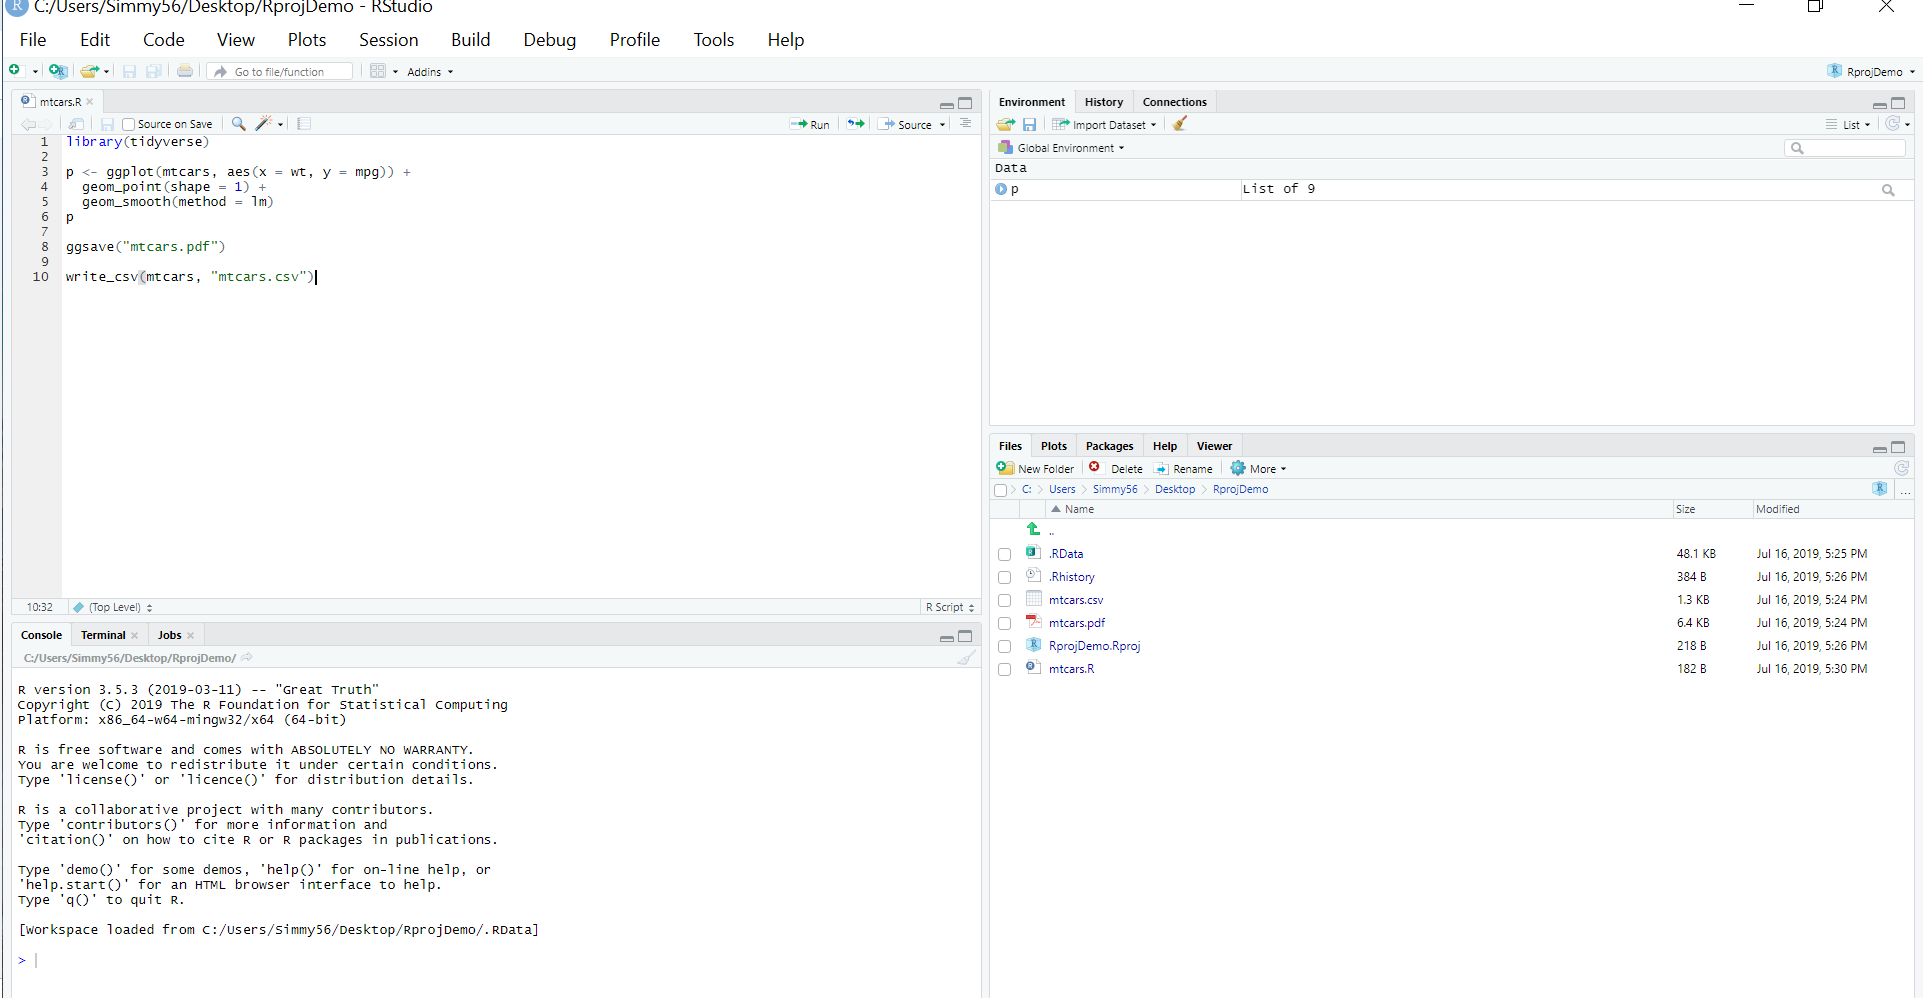 C:/Users/Simmy56/Desktop/RprojDemo - RStudio
File Edit Code View Plots Session Build Debug Profile Tools Help
Go to file/function Addins RprojDemo
mtcars.R
Source on Save Run Source
1 library(tidyverse)
2
3 p <- ggplot(mtcars, aes(x = wt, y = mpg)) +
4 geom_point(shape = 1) +
5 geom_smooth(method = lm)
6 p
7
8 ggsave("mtcars.pdf")
9
10 write_csv(mtcars, "mtcars.csv")
10:32 (Top Level) R Script
Console Terminal Jobs
C:/Users/Simmy56/Desktop/RprojDemo/
R version 3.5.3 (2019-03-11) -- "Great Truth"
Copyright (C) 2019 The R Foundation for Statistical Computing
Platform: x86_64-w64-mingw32/x64 (64-bit)
R is free software and comes with ABSOLUTELY NO WARRANTY.
You are welcome to redistribute it under certain conditions.
Type 'license()' or 'licence()' for distribution details.
R is a collaborative project with many contributors.
Type 'contributors()' for more information and
'citation()' on how to cite R or R packages in publications.
Type 'demo()' for some demos, 'help()' for on-line help, or
'help.start()' for an HTML browser interface to help.
Type 'q()' to quit R.
[Workspace loaded from C:/Users/Simmy56/Desktop/RprojDemo/.RData]
>
Environment History Connections
Import Dataset List
Global Environment
Data
p List of 9
Files Plots Packages Help Viewer
New Folder Delete Rename More
C: Users Simmy56 Desktop RprojDemo ...
Name Size Modified
..
.RData 48.1 KB Jul 16, 2019, 5:25 PM
.Rhistory 384 B Jul 16, 2019, 5:26 PM
mtcars.csv 1.3 KB Jul 16, 2019, 5:24 PM
mtcars.pdf 6.4 KB Jul 16, 2019, 5:24 PM
RprojDemo.Rproj 218 B Jul 16, 2019, 5:26 PM
mtcars.R 182 B Jul 16, 2019, 5:30 PM